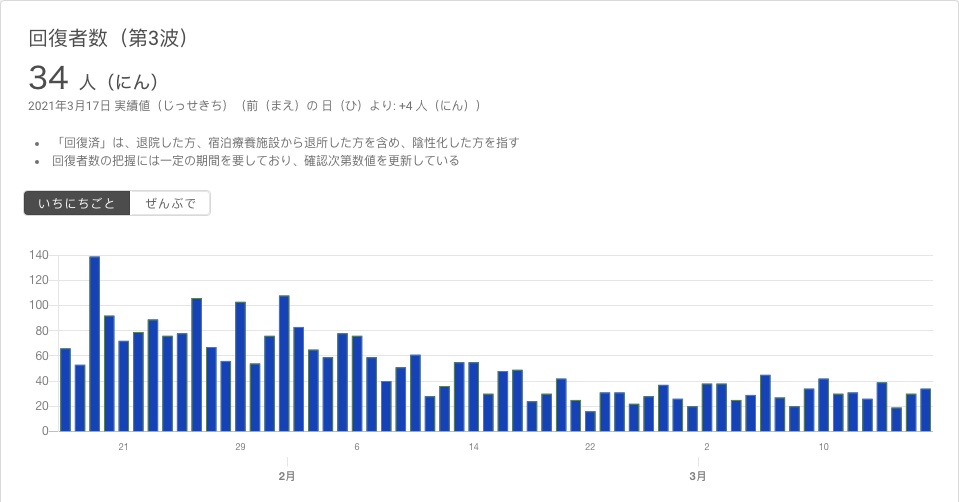 回復者数（第3波）
34 人（にん）
2021年3月17日 実績値（じっせきち）（前（まえ）の 日（ひ）より: +4 人（にん））
• 「回復済」は、退院した方、宿泊療養施設から退所した方を含め、陰性化した方を指す
• 回復者数の把握には一定の期間を要しており、確認次第数値を更新している
いちにちごと ぜんぶで
140
120
100
80
60
40
20
0
21 29 6 14 22 2 10
2月 3月